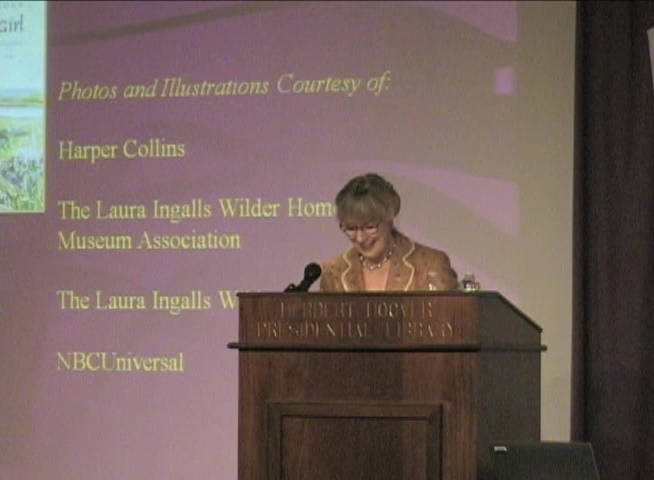 Girl
Photos and Illustrations Courtesy of:
Harper Collins
The Laura Ingalls Wilder Hom
Museum Association
The Laura Ingalls W
NBCUniversal
HERBERT HOOVER
PRESIDENTIAL LIBRARY